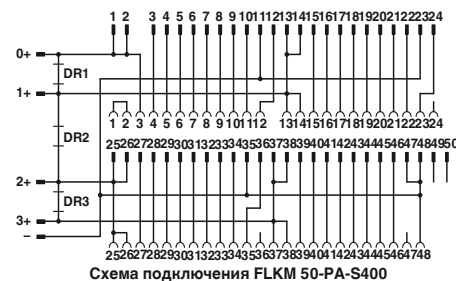 1 2 3 4 5 6 7 8 9 10 11 12 13 14 15 16 17 18 19 20 21 22 23 24
0+
DR1
1+
1 2 3 4 5 6 7 8 9 10 11 12 13 14 15 16 17 18 19 20 21 22 23 24
DR2
25 26 27 28 29 30 31 32 33 34 35 36 37 38 39 40 41 42 43 44 45 46 47 48 49 50
2+
DR3
3+
–
25 26 27 28 29 30 31 32 33 34 35 36 37 38 39 40 41 42 43 44 45 46 47 48
Схема подключения FLKM 50-PA-S400